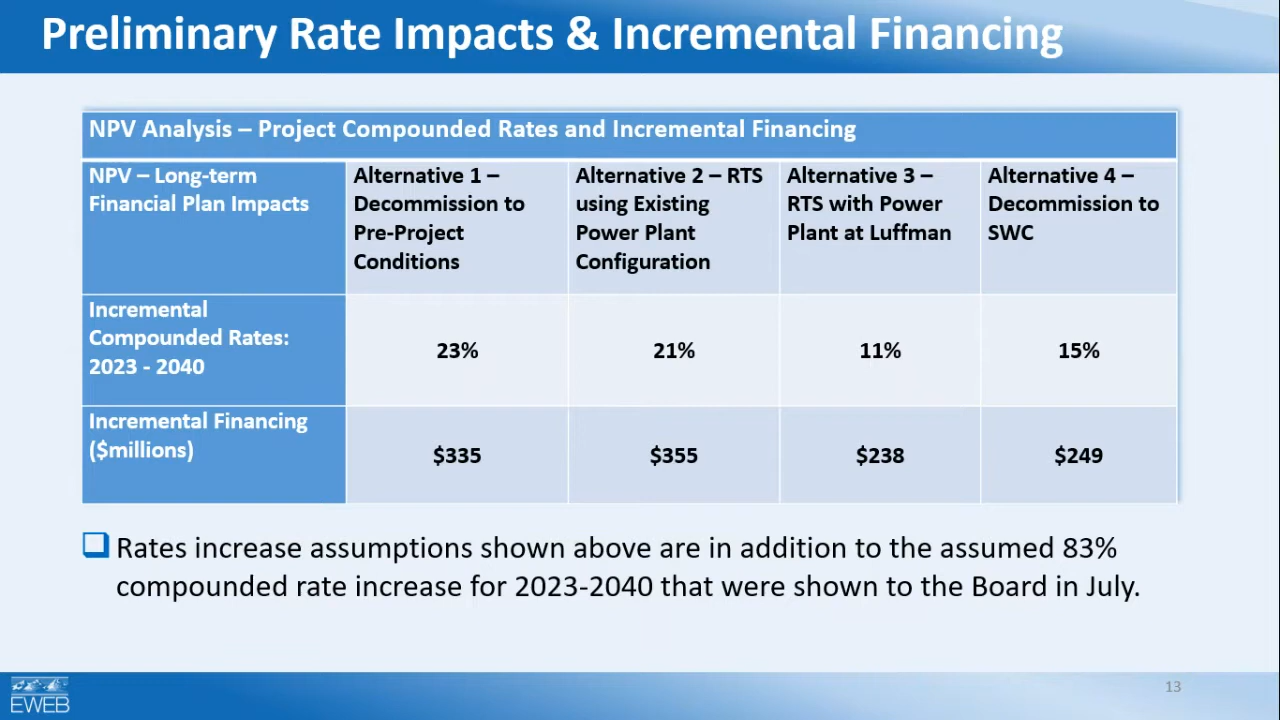 Preliminary Rate Impacts & Incremental Financing
NPV Analysis – Project Compounded Rates and Incremental Financing
NPV – Long-term
Financial Plan Impacts
Alternative 1 –
Decommission to
Pre-Project
Conditions
Alternative 2 – RTS
using Existing
Power Plant
Configuration
Alternative 3 –
RTS with Power
Plant at Luffman
Alternative 4 –
Decommission to
SWC
Incremental
Compounded Rates:
2023 - 2040
23%
21%
11%
15%
Incremental Financing
($millions)
$335
$355
$238
$249
Rates increase assumptions shown above are in addition to the assumed 83%
compounded rate increase for 2023-2040 that were shown to the Board in July.
EWEB
13